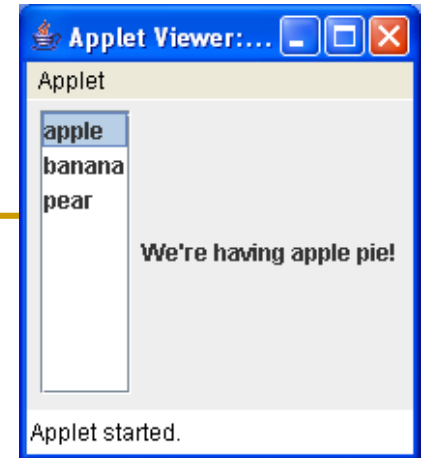 Applet Viewer:...
Applet
apple
banana
pear
We're having apple pie!
Applet started.